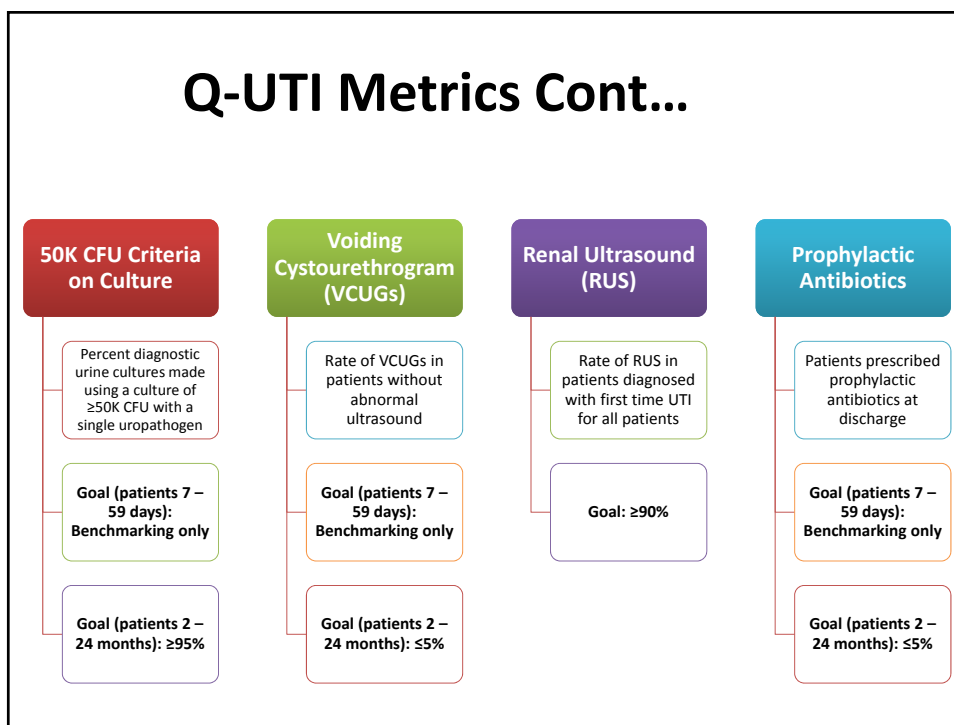 Q-UTI Metrics Cont…
50K CFU Criteria
on Culture
Percent diagnostic
urine cultures made
using a culture of
≥50K CFU with a
single uropathogen
Goal (patients 7 –
59 days):
Benchmarking only
Goal (patients 2 –
24 months): ≥95%
Voiding
Cystourethrogram
(VCUGs)
Rate of VCUGs in
patients without
abnormal
ultrasound
Goal (patients 7 –
59 days):
Benchmarking only
Goal (patients 2 –
24 months): ≤5%
Renal Ultrasound
(RUS)
Rate of RUS in
patients diagnosed
with first time UTI
for all patients
Goal: ≥90%
Prophylactic
Antibiotics
Patients prescribed
prophylactic
antibiotics at
discharge
Goal (patients 7 –
59 days):
Benchmarking only
Goal (patients 2 –
24 months): ≤5%